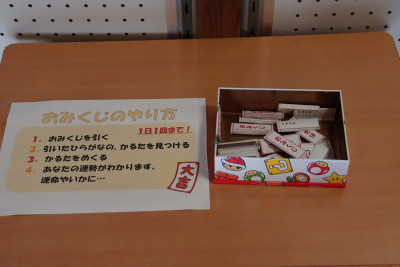 おみくじのやり方
1日1回まで!
1. おみくじを引く
2. 引いたひらがなの、かるたを見つける
3. かるたをめくる
4. あなたの運勢がわかります。
運命やいかに…
大吉